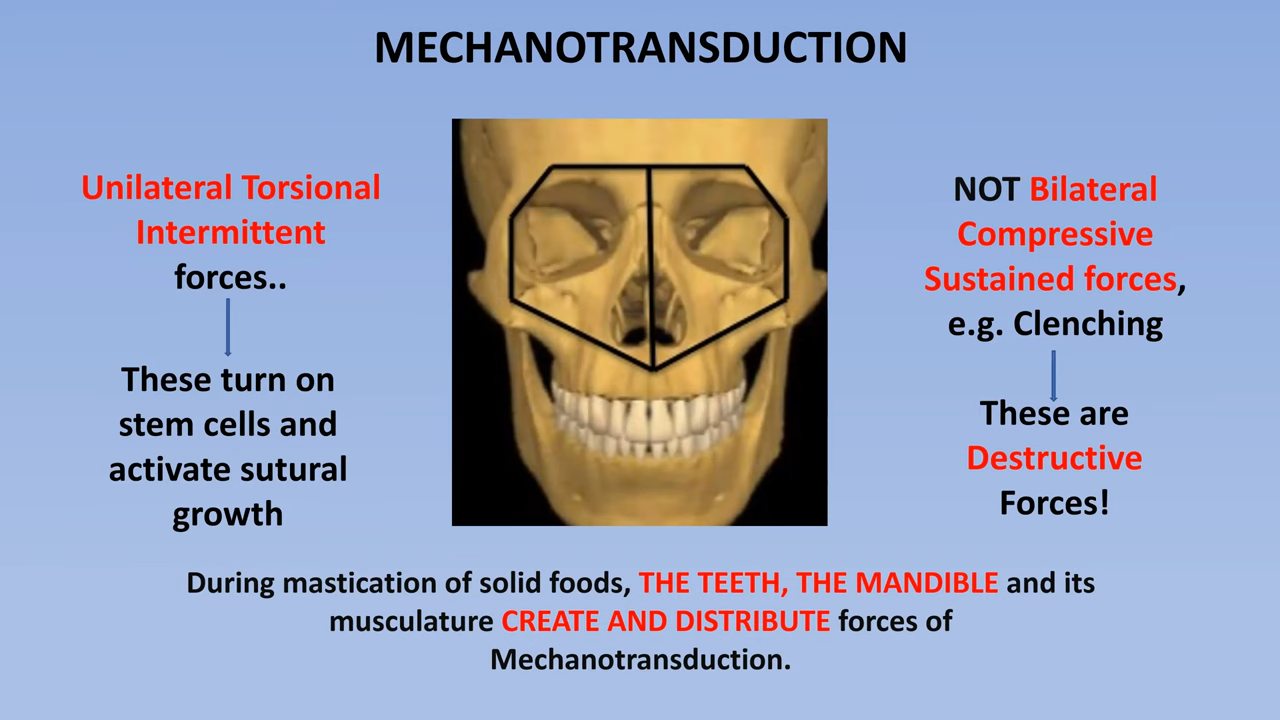 MECHANOTRANSDUCTION
Unilateral Torsional
Intermittent
forces..
These turn on
stem cells and
activate sutural
growth
NOT Bilateral
Compressive
Sustained forces,
e.g. Clenching
These are
Destructive
Forces!
During mastication of solid foods, THE TEETH, THE MANDIBLE and its
musculature CREATE AND DISTRIBUTE forces of
Mechanotransduction.